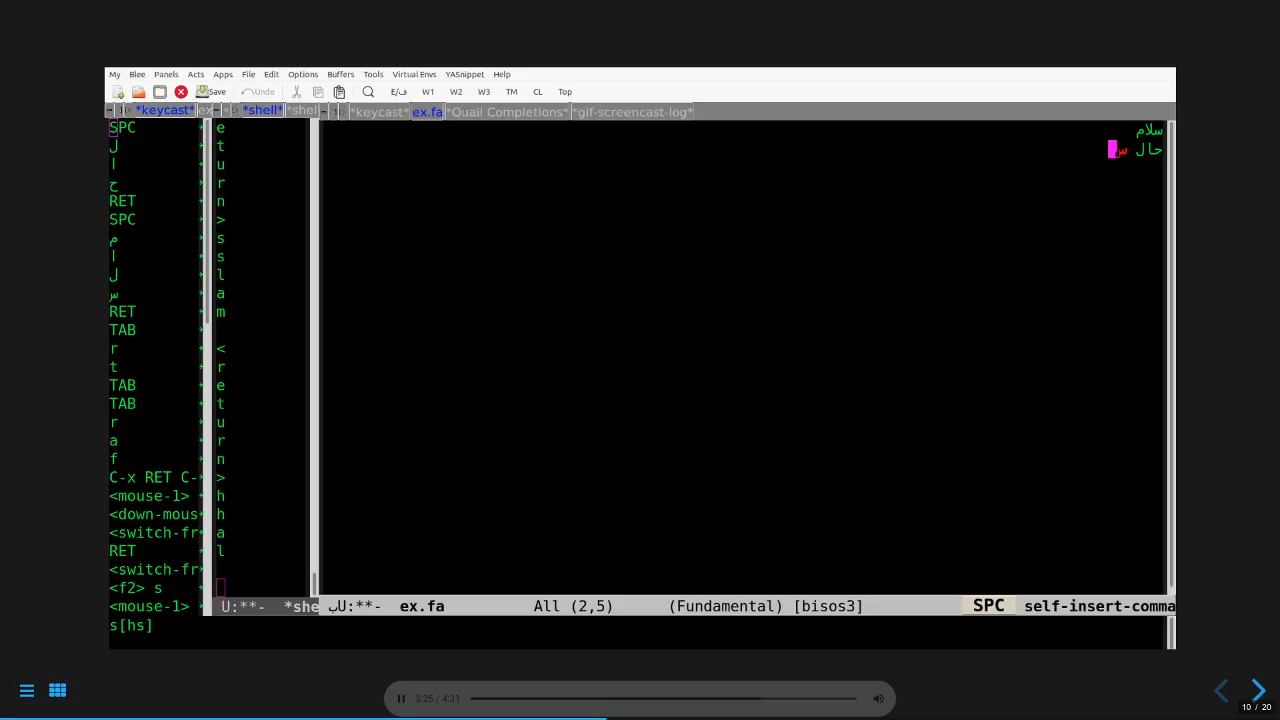 My Blee Panels Acts Apps File Edit Options Buffers Tools Virtual Envs YASnippet Help
Save Undo E/ف W1 W2 W3 TM CL Top
*keycast* ex *shell* *shell
*keycast* ex.fa *Quail Completions* *gif-screencast-log*
SPC
ل
ا
ح
RET
SPC
م
ا
ل
س
RET
TAB
r
t
TAB
TAB
r
a
f
C-x RET C-
<mouse-1>
<down-mous
<switch-fr
RET
<switch-fr
<f2> s
<mouse-1>
e
t
u
r
n
>
s
s
l
a
m
<
r
e
t
u
r
n
>
h
h
a
l
سلام
حال س
U:**- *she
بU:**- ex.fa All (2,5) (Fundamental) [bisos3] SPC self-insert-comma
s[hs]
3:25 / 4:31
10 / 20